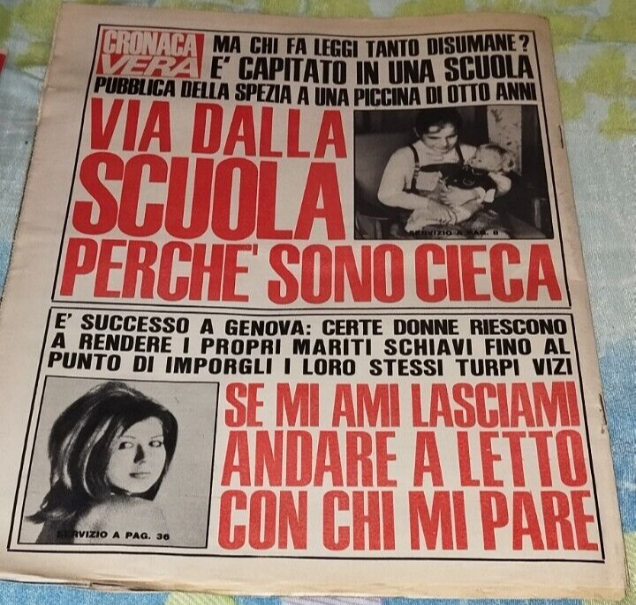 CRONACA
VERA
MA CHI FA LEGGI TANTO DISUMANE?
E' CAPITATO IN UNA SCUOLA
PUBBLICA DELLA SPEZIA A UNA PICCINA DI OTTO ANNI
VIA DALLA
SCUOLA
PERCHE' SONO CIECA
SERVIZIO A PAG. 8
E' SUCCESSO A GENOVA: CERTE DONNE RIESCONO
A RENDERE I PROPRI MARITI SCHIAVI FINO AL
PUNTO DI IMPORGLI I LORO STESSI TURPI VIZI
SE MI AMI LASCIAMI
ANDARE A LETTO
CON CHI MI PARE
SERVIZIO A PAG. 36